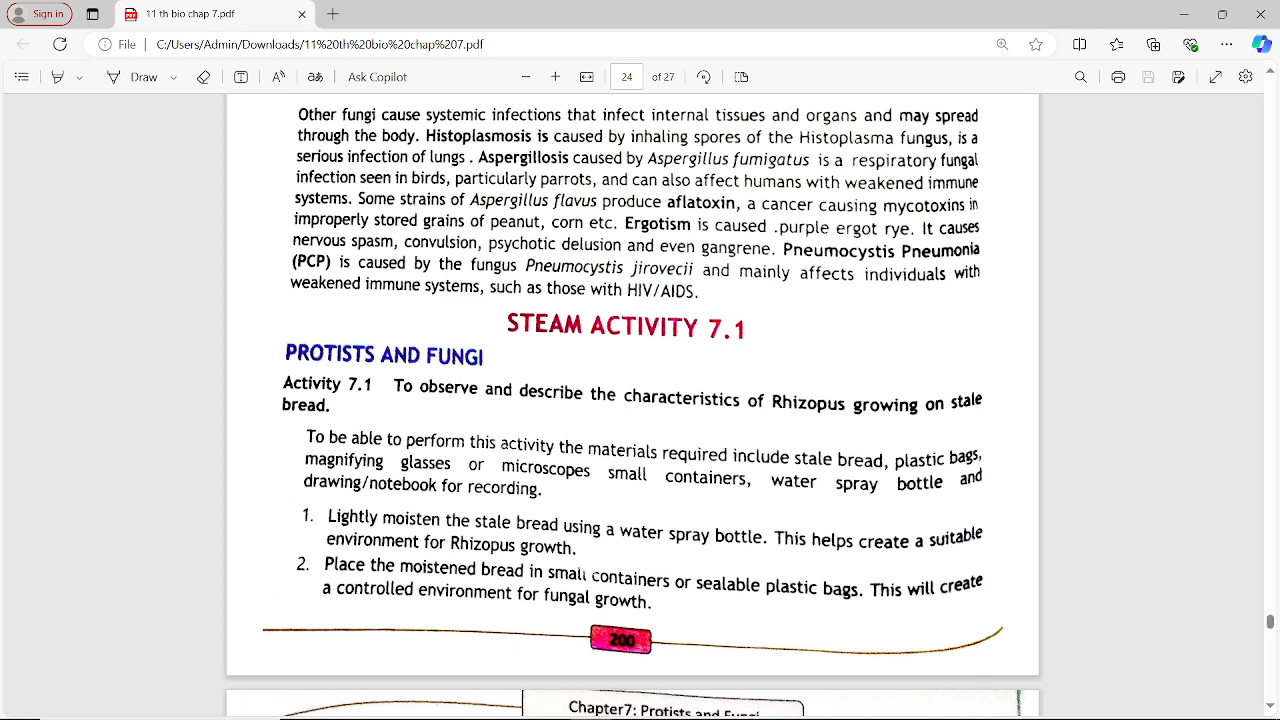 Sign in
11 th bio chap 7.pdf
File
C:/Users/Admin/Downloads/11%20th%20bio%20chap%207.pdf
Draw
Ask Copilot
24 of 27
Other fungi cause systemic infections that infect internal tissues and organs and may spread
through the body. Histoplasmosis is caused by inhaling spores of the Histoplasma fungus, is a
serious infection of lungs . Aspergillosis caused by Aspergillus fumigatus is a respiratory fungal
infection seen in birds, particularly parrots, and can also affect humans with weakened immune
systems. Some strains of Aspergillus flavus produce aflatoxin, a cancer causing mycotoxins in
improperly stored grains of peanut, corn etc. Ergotism is caused .purple ergot rye. It causes
nervous spasm, convulsion, psychotic delusion and even gangrene. Pneumocystis Pneumonia
(PCP) is caused by the fungus Pneumocystis jirovecii and mainly affects individuals with
weakened immune systems, such as those with HIV/AIDS.
STEAM ACTIVITY 7.1
PROTISTS AND FUNGI
Activity 7.1 To observe and describe the characteristics of Rhizopus growing on stale
bread.
To be able to perform this activity the materials required include stale bread, plastic bags,
magnifying glasses or microscopes small containers, water spray bottle and
drawing/notebook for recording.
1. Lightly moisten the stale bread using a water spray bottle. This helps create a suitable
environment for Rhizopus growth.
2. Place the moistened bread in small containers or sealable plastic bags. This will create
a controlled environment for fungal growth.
200
Chapter7: Protists and Fungi